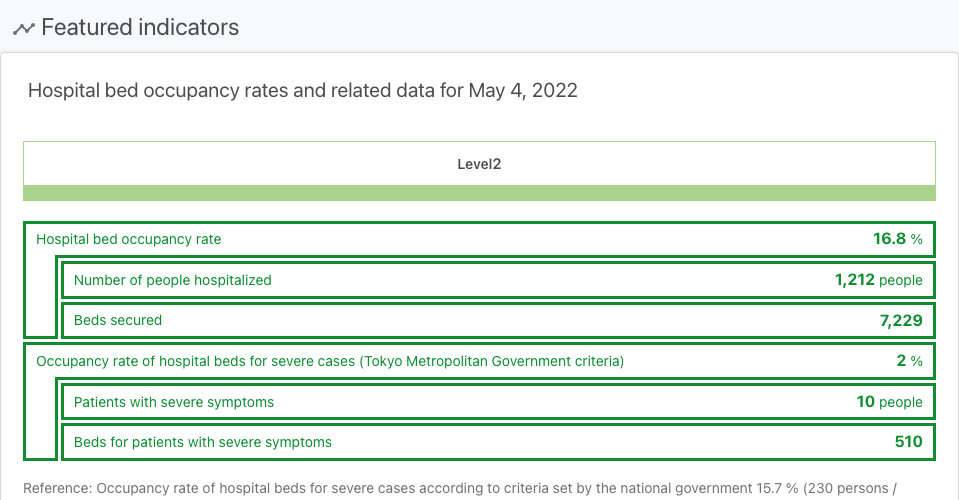 Featured indicators
Hospital bed occupancy rates and related data for May 4, 2022
Level2
Hospital bed occupancy rate 16.8 %
Number of people hospitalized 1,212 people
Beds secured 7,229
Occupancy rate of hospital beds for severe cases (Tokyo Metropolitan Government criteria) 2 %
Patients with severe symptoms 10 people
Beds for patients with severe symptoms 510
Reference: Occupancy rate of hospital beds for severe cases according to criteria set by the national government 15.7 % (230 persons /